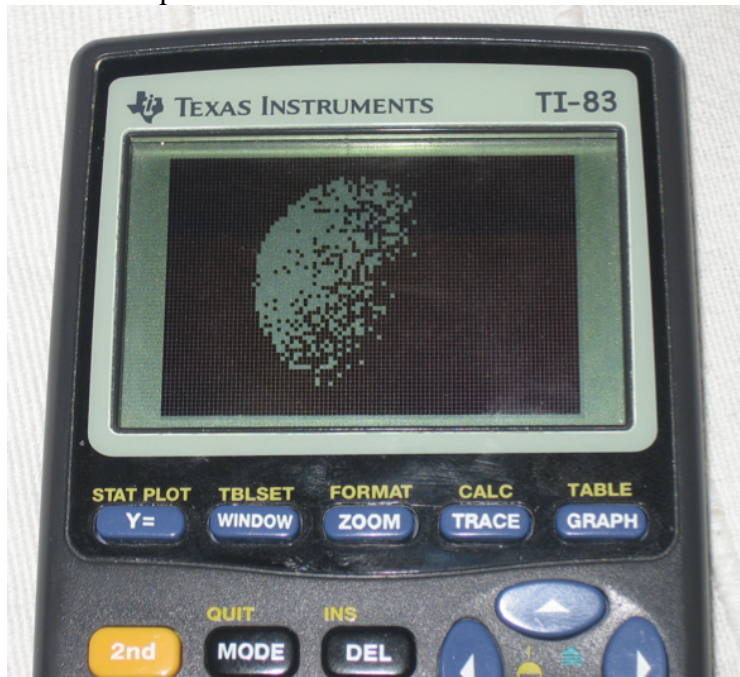 TEXAS INSTRUMENTS TI-83
STAT PLOT TBLSET FORMAT CALC TABLE
Y= WINDOW ZOOM TRACE GRAPH
QUIT INS
2nd MODE DEL